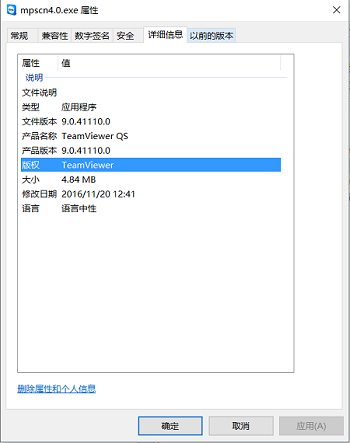 mpscn4.0.exe 属性
常规 兼容性 数字签名 安全 详细信息 以前的版本
属性 值
说明
文件说明
类型 应用程序
文件版本 9.0.41110.0
产品名称 TeamViewer QS
产品版本 9.0.41110.0
版权 TeamViewer
大小 4.84 MB
修改日期 2016/11/20 12:41
语言 语言中性
删除属性和个人信息
确定 取消 应用(A)